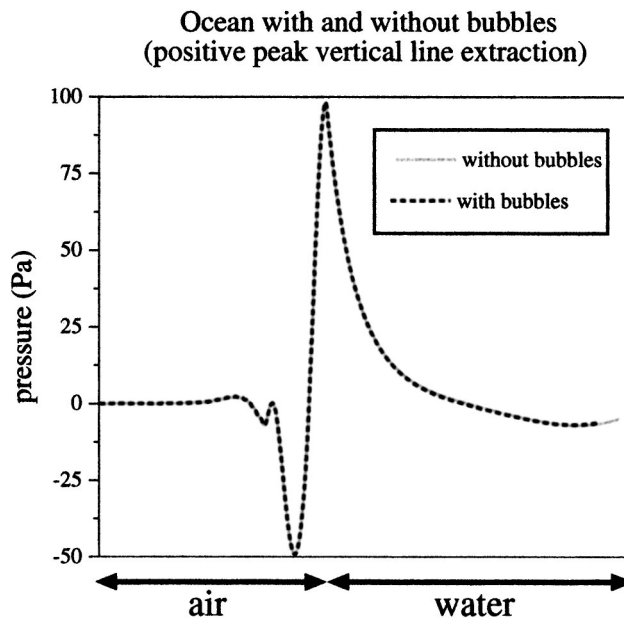 Ocean with and without bubbles
(positive peak vertical line extraction)
100
75
50
25
0
-25
-50
pressure (Pa)
without bubbles
with bubbles
air
water